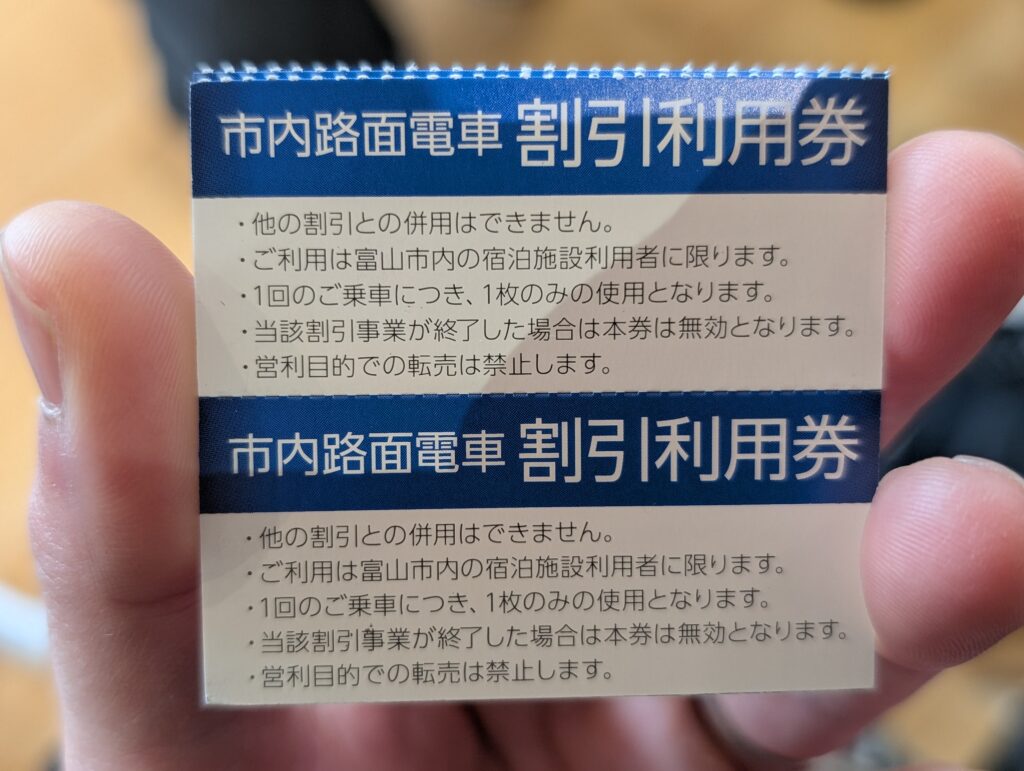 市内路面電車 割引利用券
・他の割引との併用はできません。
・ご利用は富山市内の宿泊施設利用者に限ります。
・1回のご乗車につき、1枚のみの使用となります。
・当該割引事業が終了した場合は本券は無効となります。
・営利目的での転売は禁止します。
市内路面電車 割引利用券
・他の割引との併用はできません。
・ご利用は富山市内の宿泊施設利用者に限ります。
・1回のご乗車につき、1枚のみの使用となります。
・当該割引事業が終了した場合は本券は無効となります。
・営利目的での転売は禁止します。